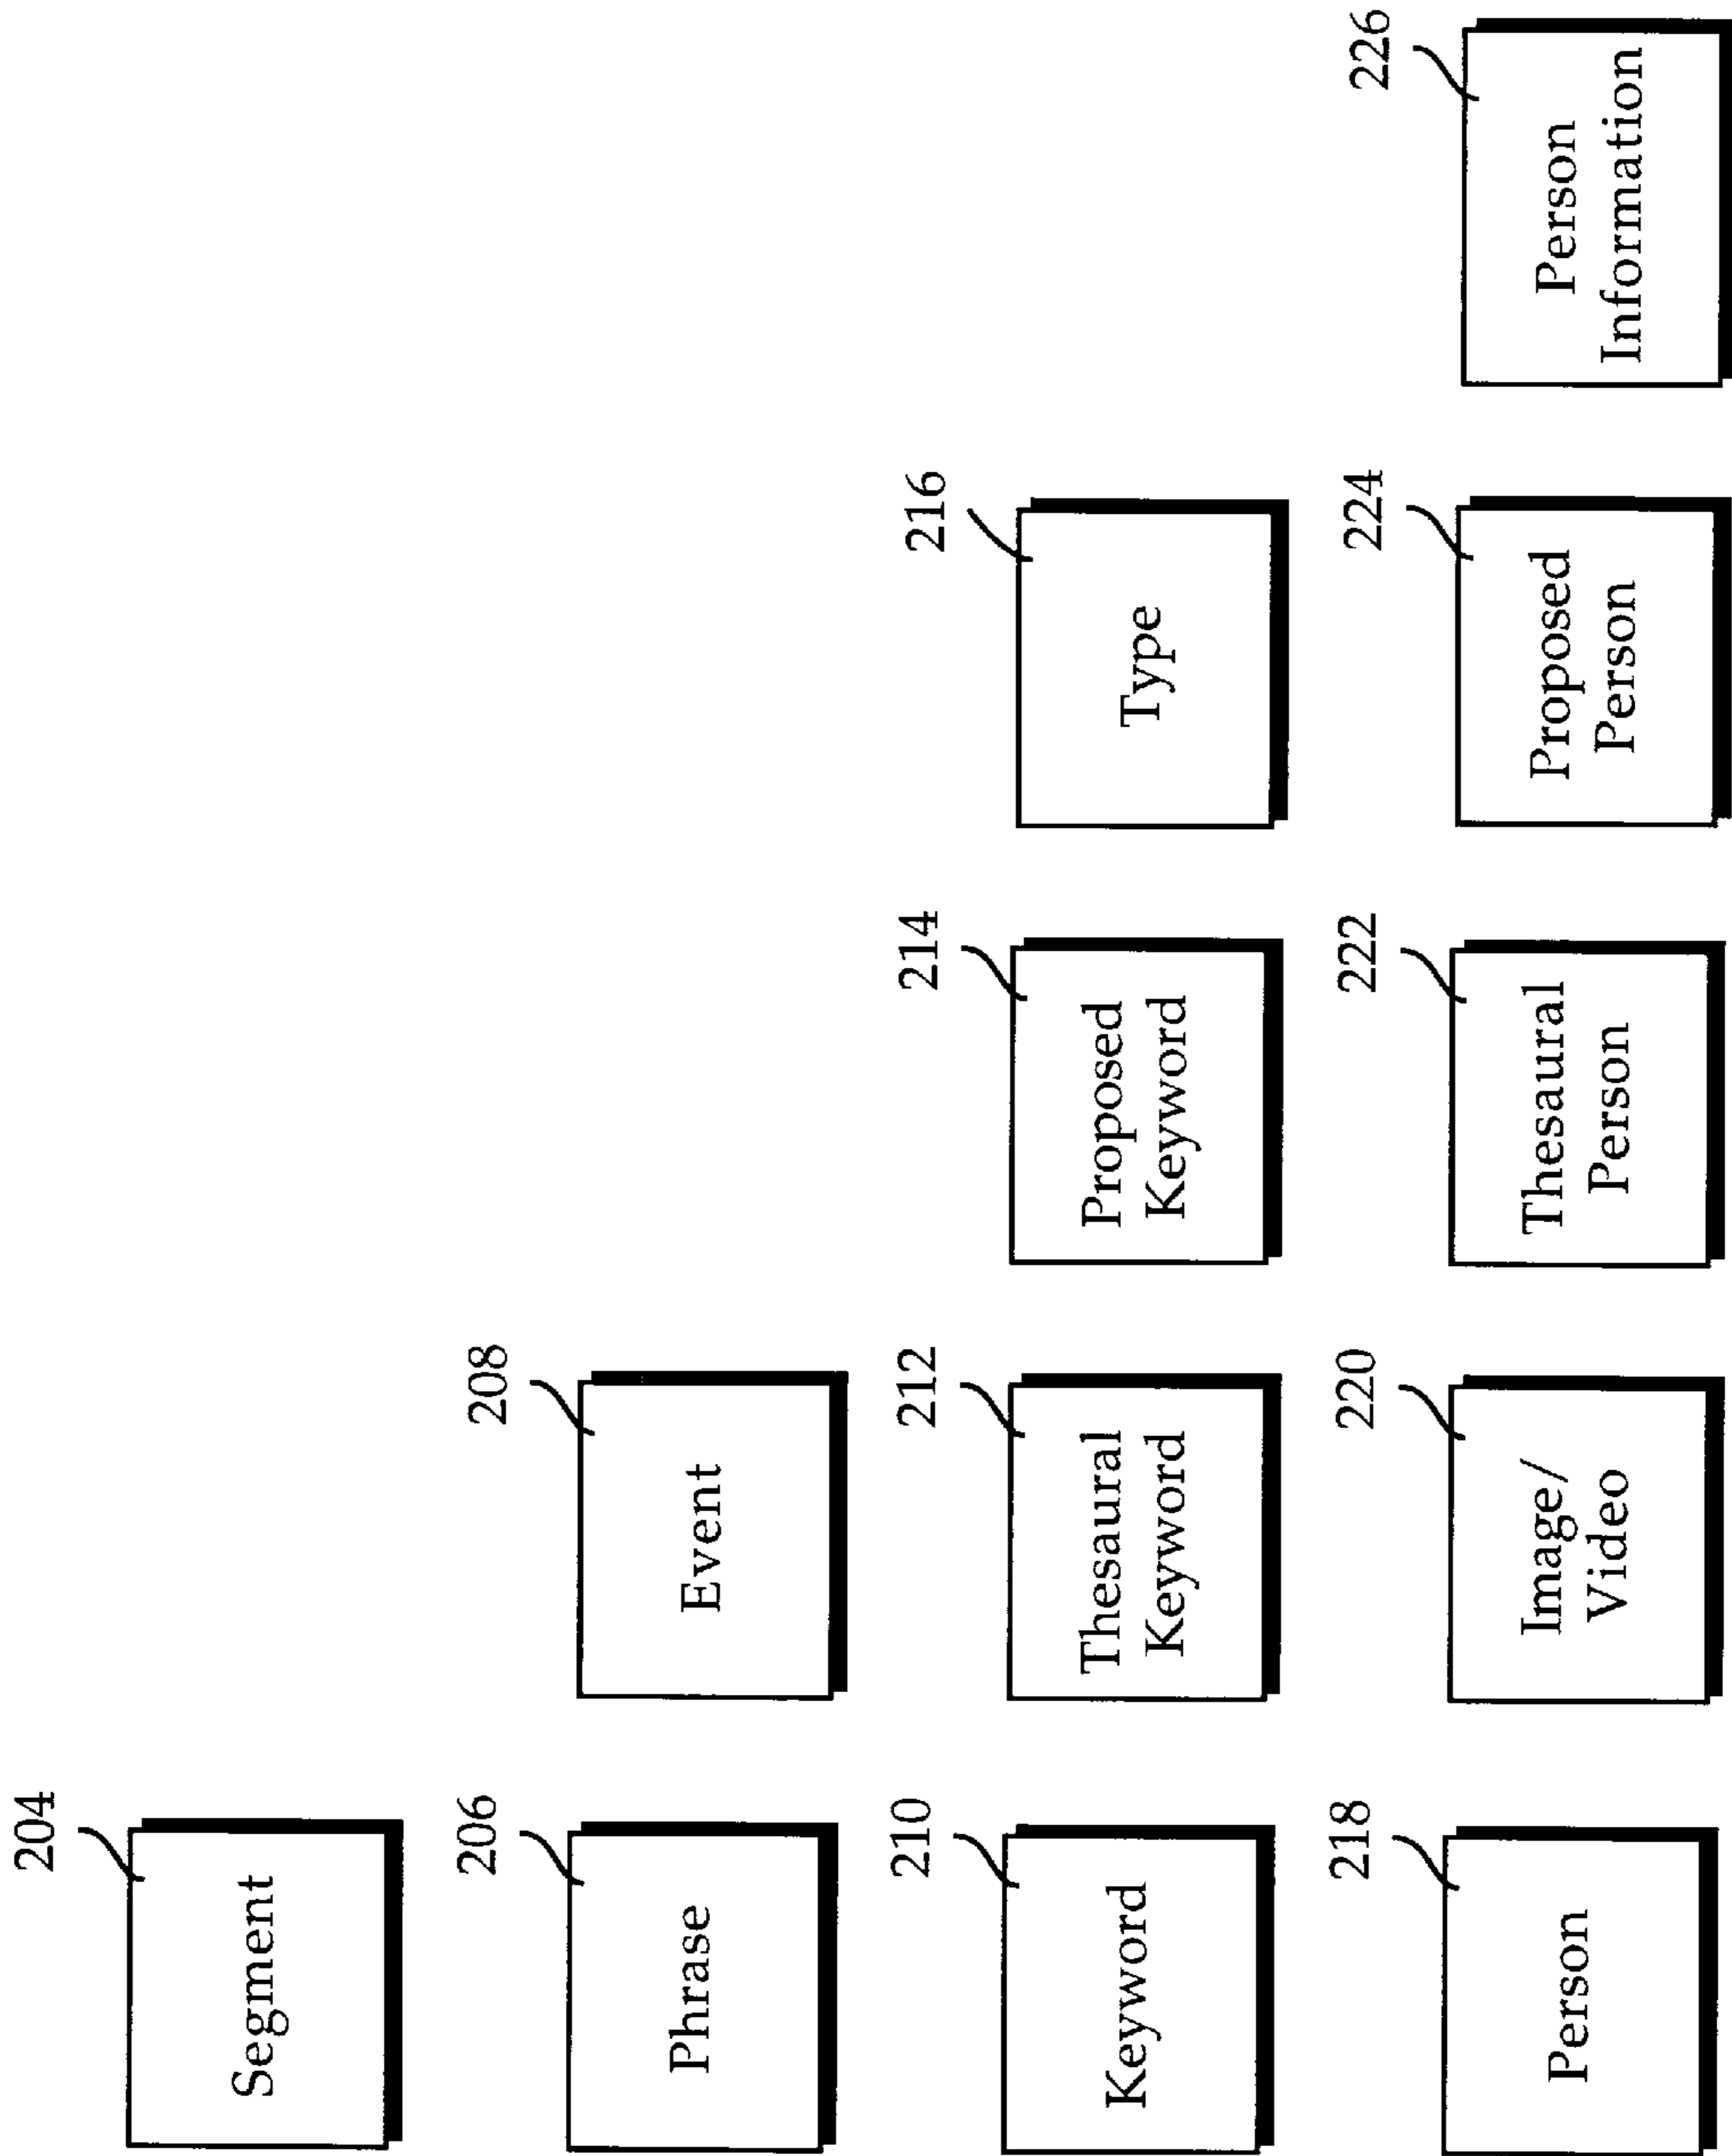 204
Segment
206
Phrase
208
Event
210
Keyword
212
Thesaural
Keyword
214
Proposed
Keyword
216
Type
218
Person
220
Image/
Video
222
Thesaural
Person
224
Proposed
Person
226
Person
Information